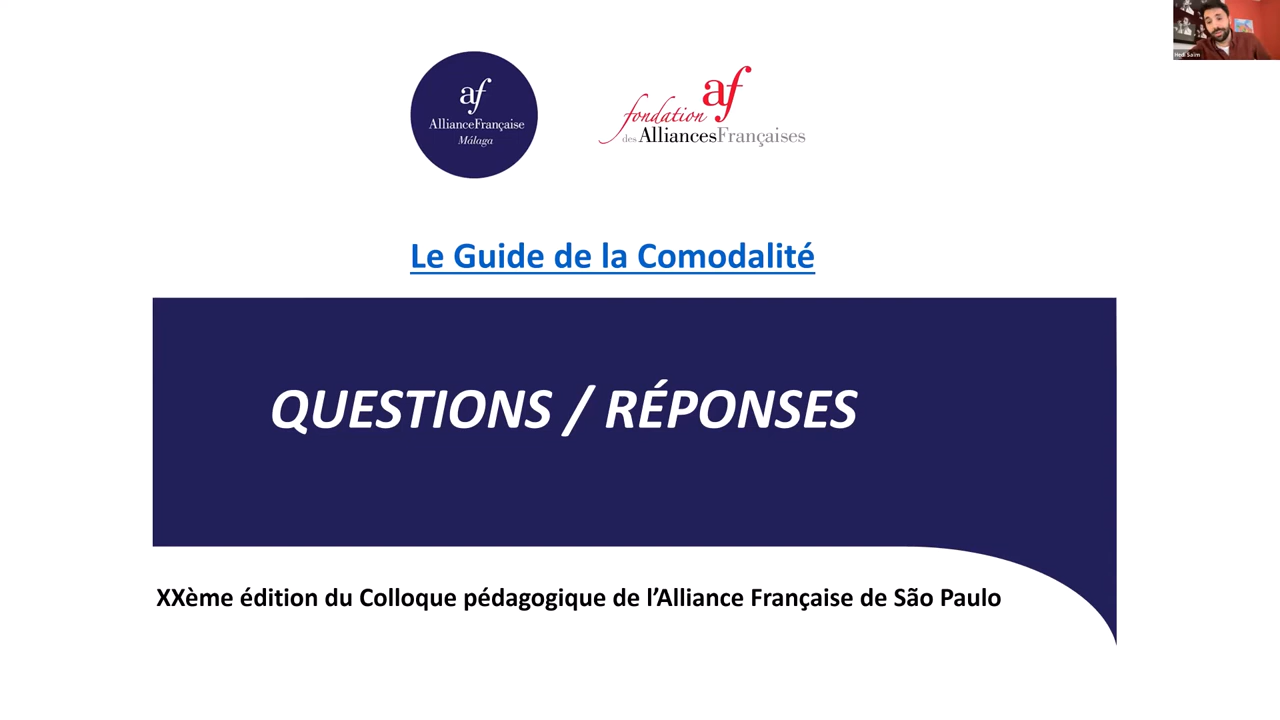 af
AllianceFrançaise
Málaga
af
fondation
des AlliancesFrançaises
Le Guide de la Comodalité
QUESTIONS / RÉPONSES
XXème édition du Colloque pédagogique de l’Alliance Française de São Paulo